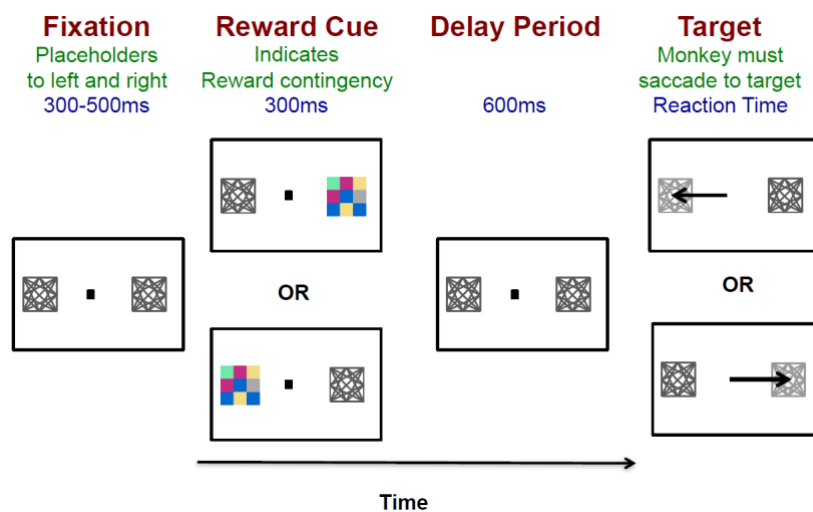 Fixation
Placeholders
to left and right
300-500ms
Reward Cue
Indicates
Reward contingency
300ms
Delay Period
600ms
Target
Monkey must
saccade to target
Reaction Time
OR
OR
Time